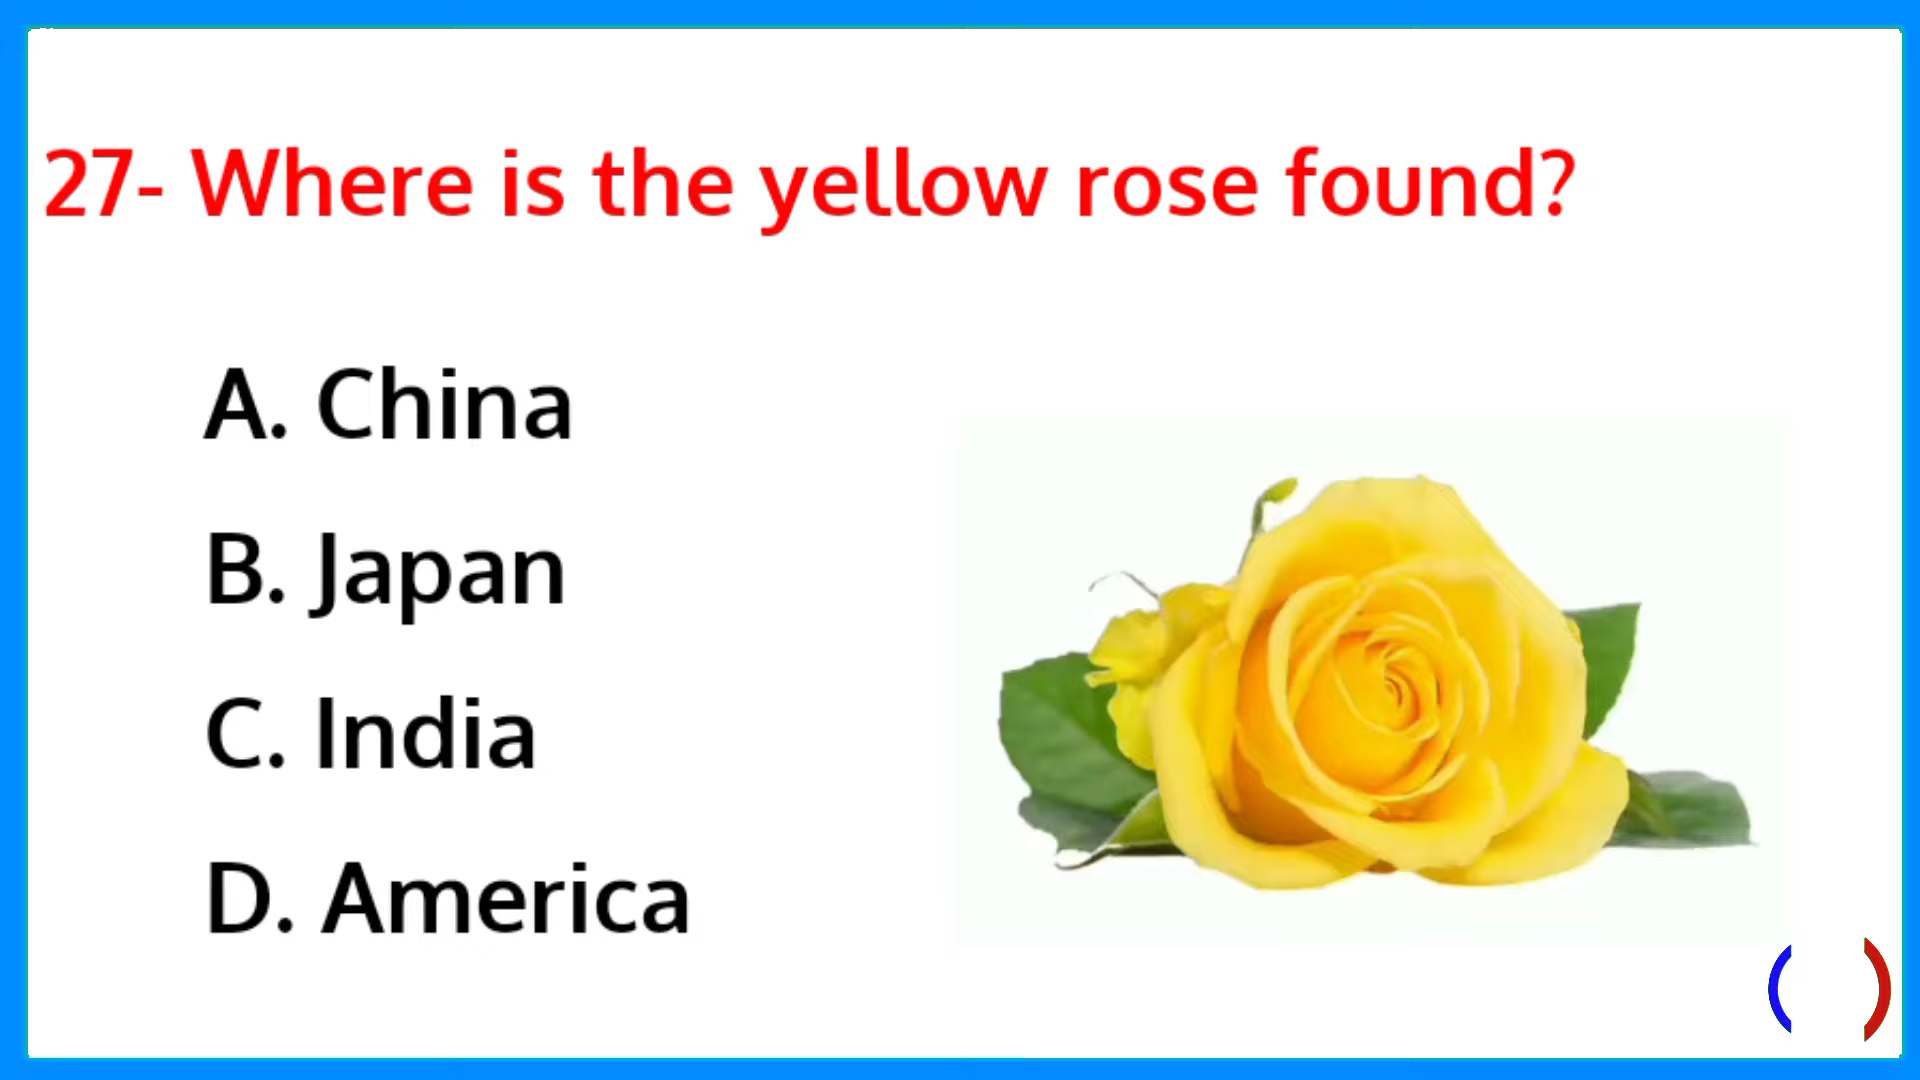 27- Where is the yellow rose found?
A. China
B. Japan
C. India
D. America